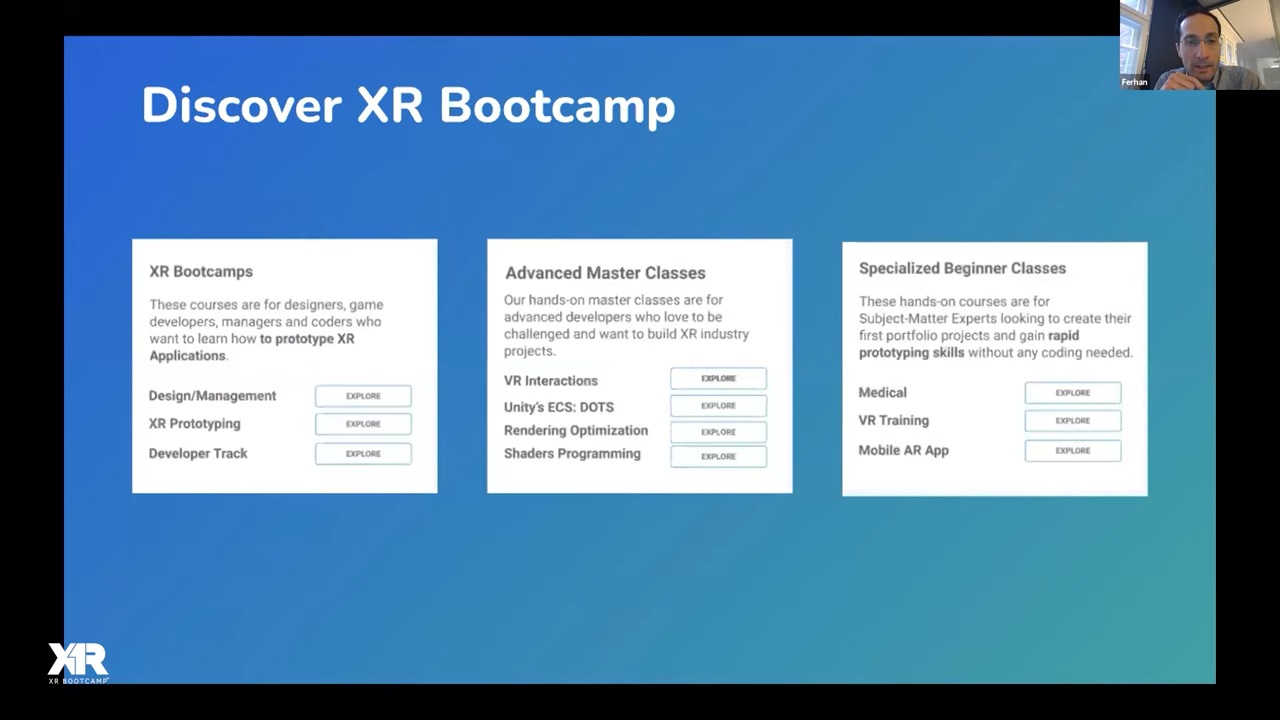 Ferhan
Discover XR Bootcamp
XR Bootcamps
These courses are for designers, game
developers, managers and coders who
want to learn how to prototype XR
Applications.
Design/Management EXPLORE
XR Prototyping EXPLORE
Developer Track EXPLORE
Advanced Master Classes
Our hands-on master classes are for
advanced developers who love to be
challenged and want to build XR industry
projects.
VR Interactions EXPLORE
Unity's ECS: DOTS EXPLORE
Rendering Optimization EXPLORE
Shaders Programming EXPLORE
Specialized Beginner Classes
These hands-on courses are for
Subject-Matter Experts looking to create their
first portfolio projects and gain rapid
prototyping skills without any coding needed.
Medical EXPLORE
VR Training EXPLORE
Mobile AR App EXPLORE
XR
XR BOOTCAMP